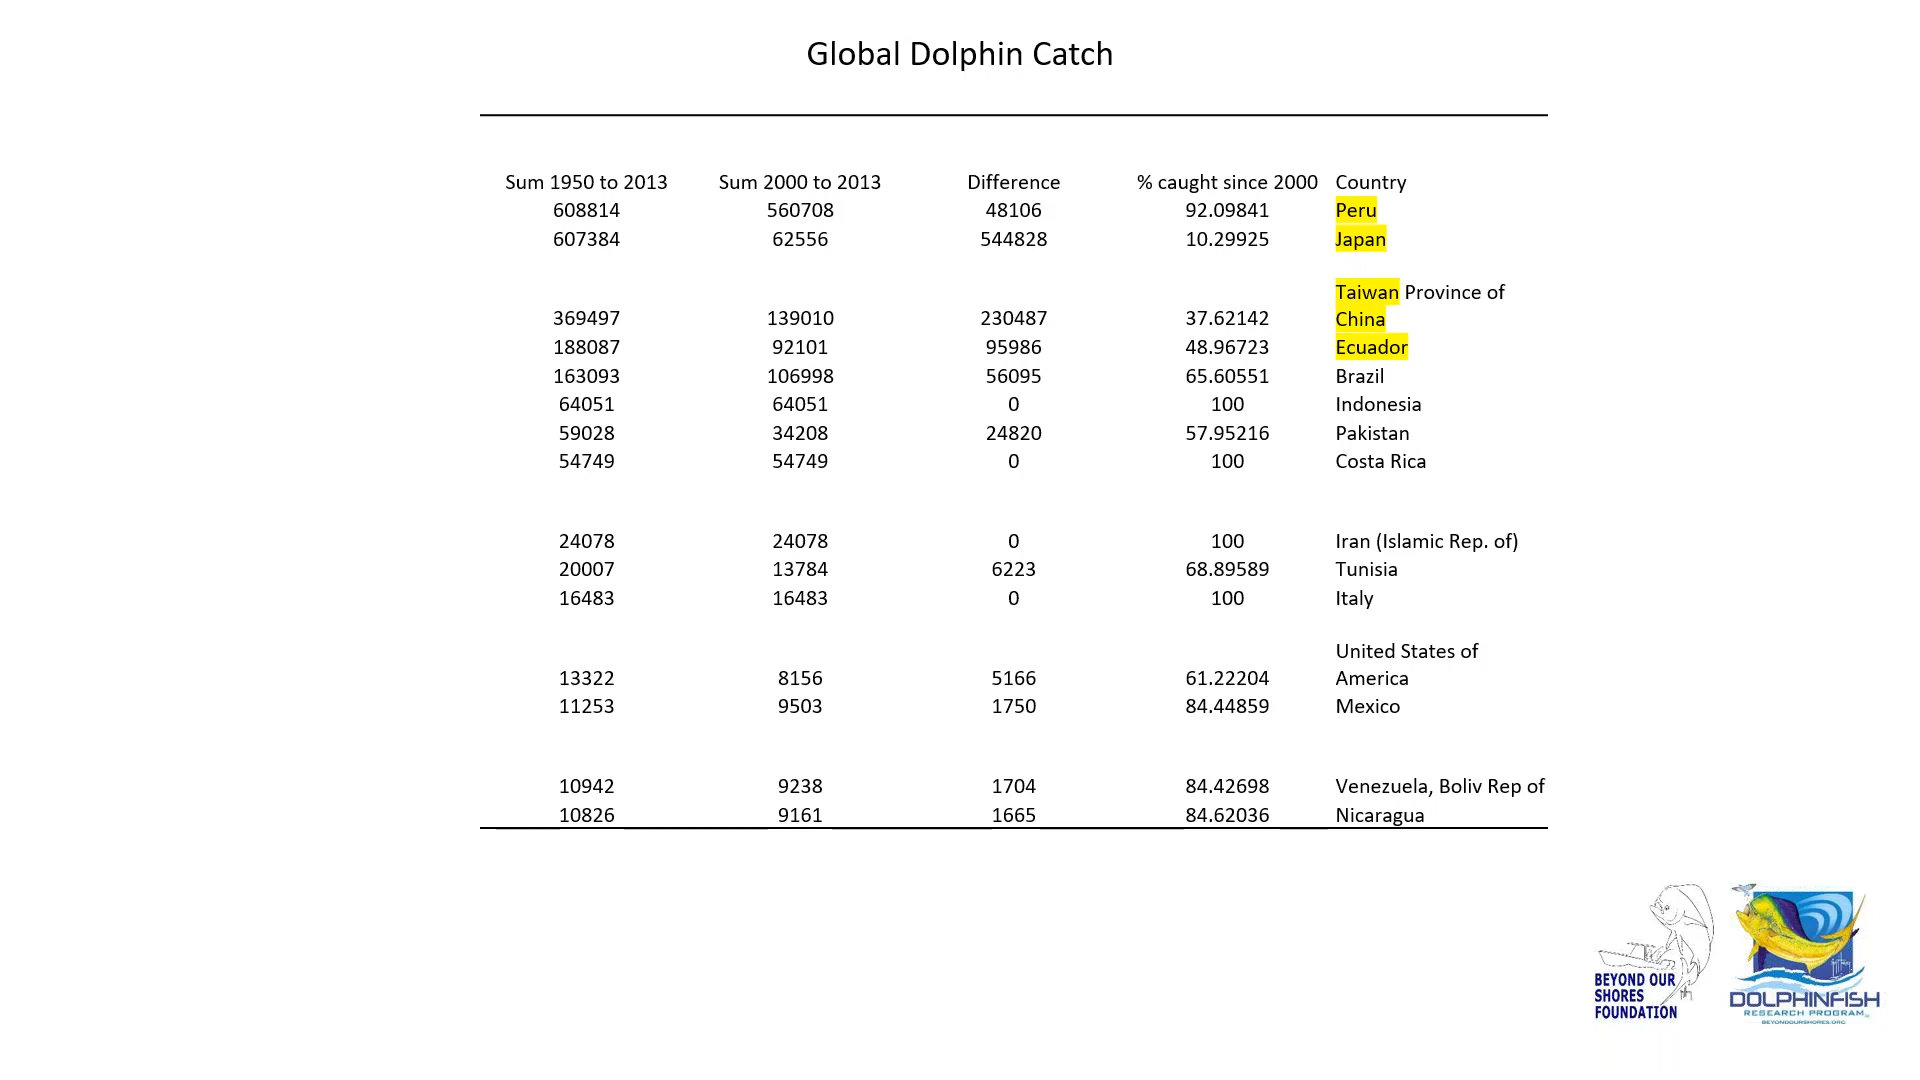 Global Dolphin Catch
Sum 1950 to 2013 Sum 2000 to 2013 Difference % caught since 2000 Country
608814 560708 48106 92.09841 Peru
607384 62556 544828 10.29925 Japan
Taiwan Province of
369497 139010 230487 37.62142 China
188087 92101 95986 48.96723 Ecuador
163093 106998 56095 65.60551 Brazil
64051 64051 0 100 Indonesia
59028 34208 24820 57.95216 Pakistan
54749 54749 0 100 Costa Rica
24078 24078 0 100 Iran (Islamic Rep. of)
20007 13784 6223 68.89589 Tunisia
16483 16483 0 100 Italy
United States of
13322 8156 5166 61.22204 America
11253 9503 1750 84.44859 Mexico
10942 9238 1704 84.42698 Venezuela, Boliv Rep of
10826 9161 1665 84.62036 Nicaragua
BEYOND OUR
SHORES
FOUNDATION
DOLPHINFISH
RESEARCH PROGRAM
BEYONDOURSHORES.ORG